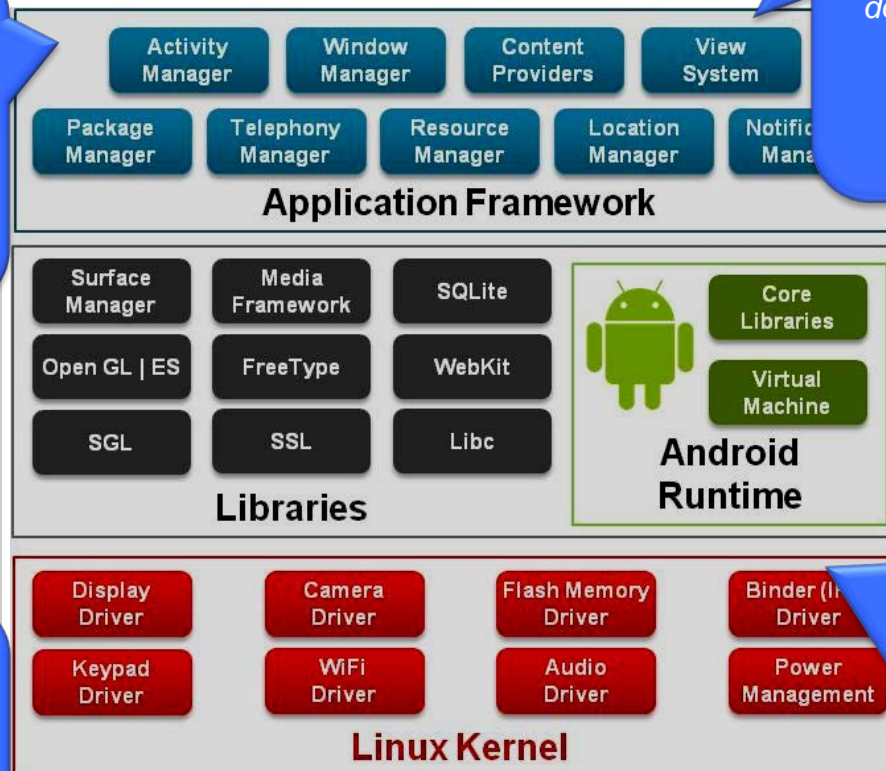 Activity
Manager
Window
Manager
Content
Providers
View
System
Package
Manager
Telephony
Manager
Resource
Manager
Location
Manager
Application Framework
Surface
Manager
Media
Framework
SQLite
Open GL | ES
FreeType
WebKit
SGL
SSL
Libc
Libraries
Core
Libraries
Virtual
Machine
Android
Runtime
Display
Driver
Camera
Driver
Flash Memory
Driver
Binder
Driver
Keypad
Driver
WiFi
Driver
Audio
Driver
Power
Management
Linux Kernel